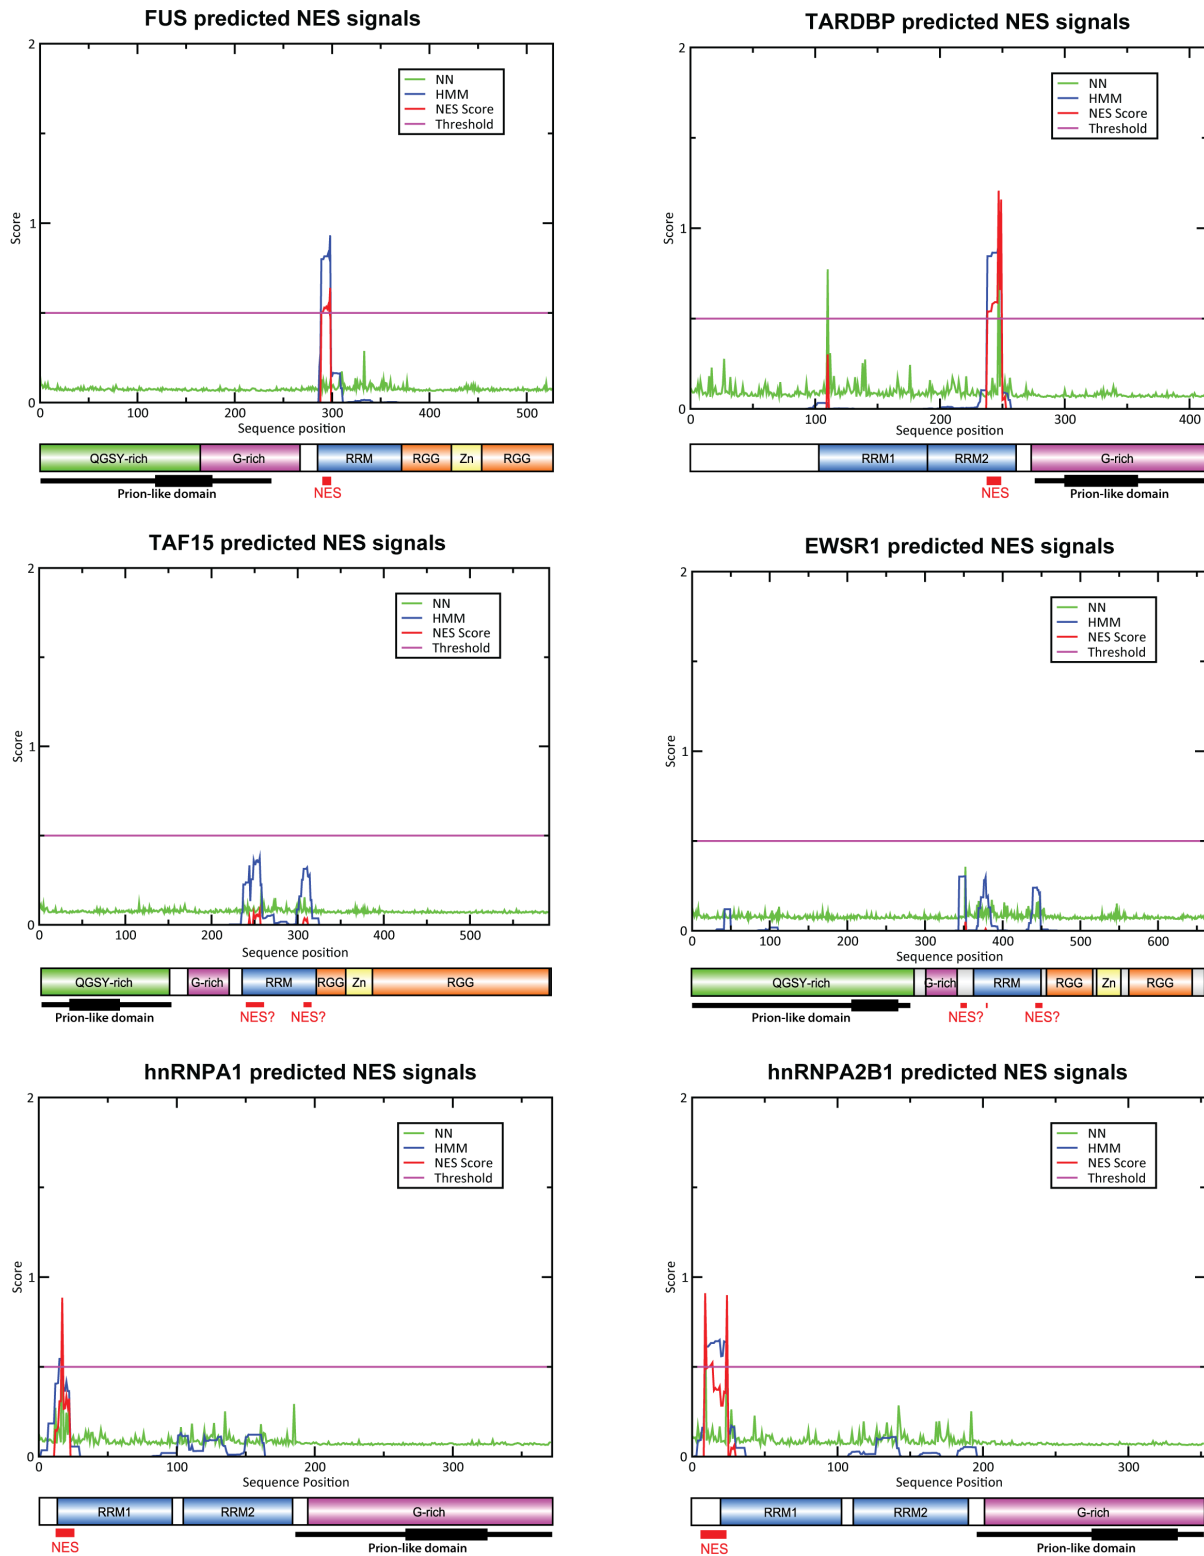 FUS predicted NES signals
2
NN
HMM
NES Score
Threshold
Score
1
0
0 100 200 300 400 500
Sequence position
QGSY-rich G-rich RRM RGG Zn RGG
Prion-like domain NES
TARDBP predicted NES signals
2
NN
HMM
NES Score
Threshold
Score
1
0
0 100 200 300 400
Sequence position
RRM1 RRM2 G-rich
NES Prion-like domain
TAF15 predicted NES signals
2
NN
HMM
NES Score
Threshold
Score
1
0
0 100 200 300 400 500
Sequence position
QGSY-rich G-rich RRM RGG Zn RGG
Prion-like domain NES? NES?
EWSR1 predicted NES signals
2
NN
HMM
NES Score
Threshold
Score
1
0
0 100 200 300 400 500 600
Sequence position
QGSY-rich G-rich RRM RGG Zn RGG
Prion-like domain NES? NES?
hnRNPA1 predicted NES signals
2
NN
HMM
NES Score
Threshold
Score
1
0
0 100 200 300
Sequence Position
RRM1 RRM2 G-rich
NES Prion-like domain
hnRNPA2B1 predicted NES signals
2
NN
HMM
NES Score
Threshold
Score
1
0
0 100 200 300
Sequence Position
RRM1 RRM2 G-rich
NES Prion-like domain